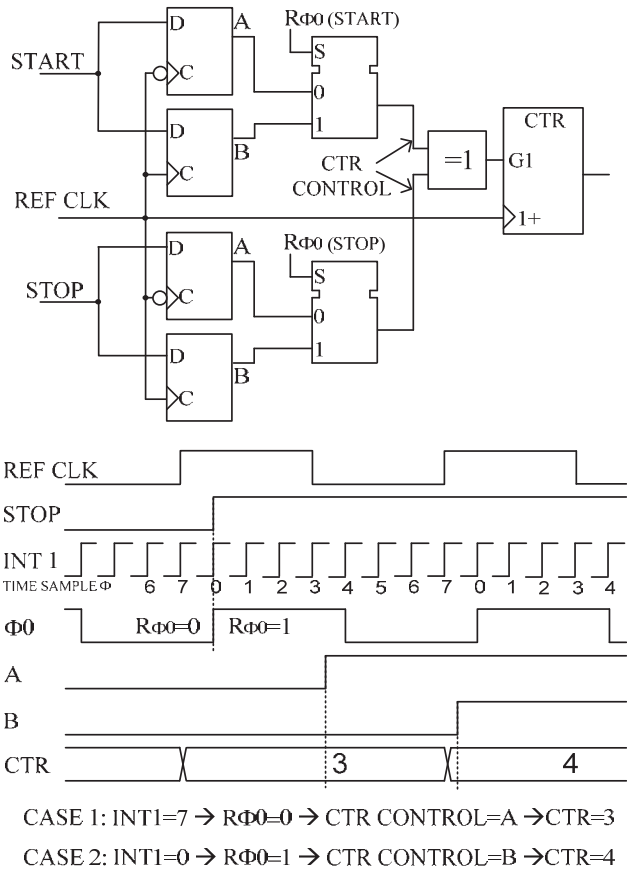 RΦ0 (START)
D
A
S
START
C
0
CTR
D
1
B
=1
G1
C
CTR
CONTROL
REF CLK
1+
RΦ0 (STOP)
D
A
S
STOP
C
0
D
1
B
C
REF CLK
STOP
INT 1
TIME SAMPLE Φ 6 7 0 1 2 3 4 5 6 7 0 1 2 3 4
Φ0 RΦ0=0 RΦ0=1
A
B
CTR 3 4
CASE 1: INT1=7 → RΦ0=0 → CTR CONTROL=A → CTR=3
CASE 2: INT1=0 → RΦ0=1 → CTR CONTROL=B → CTR=4